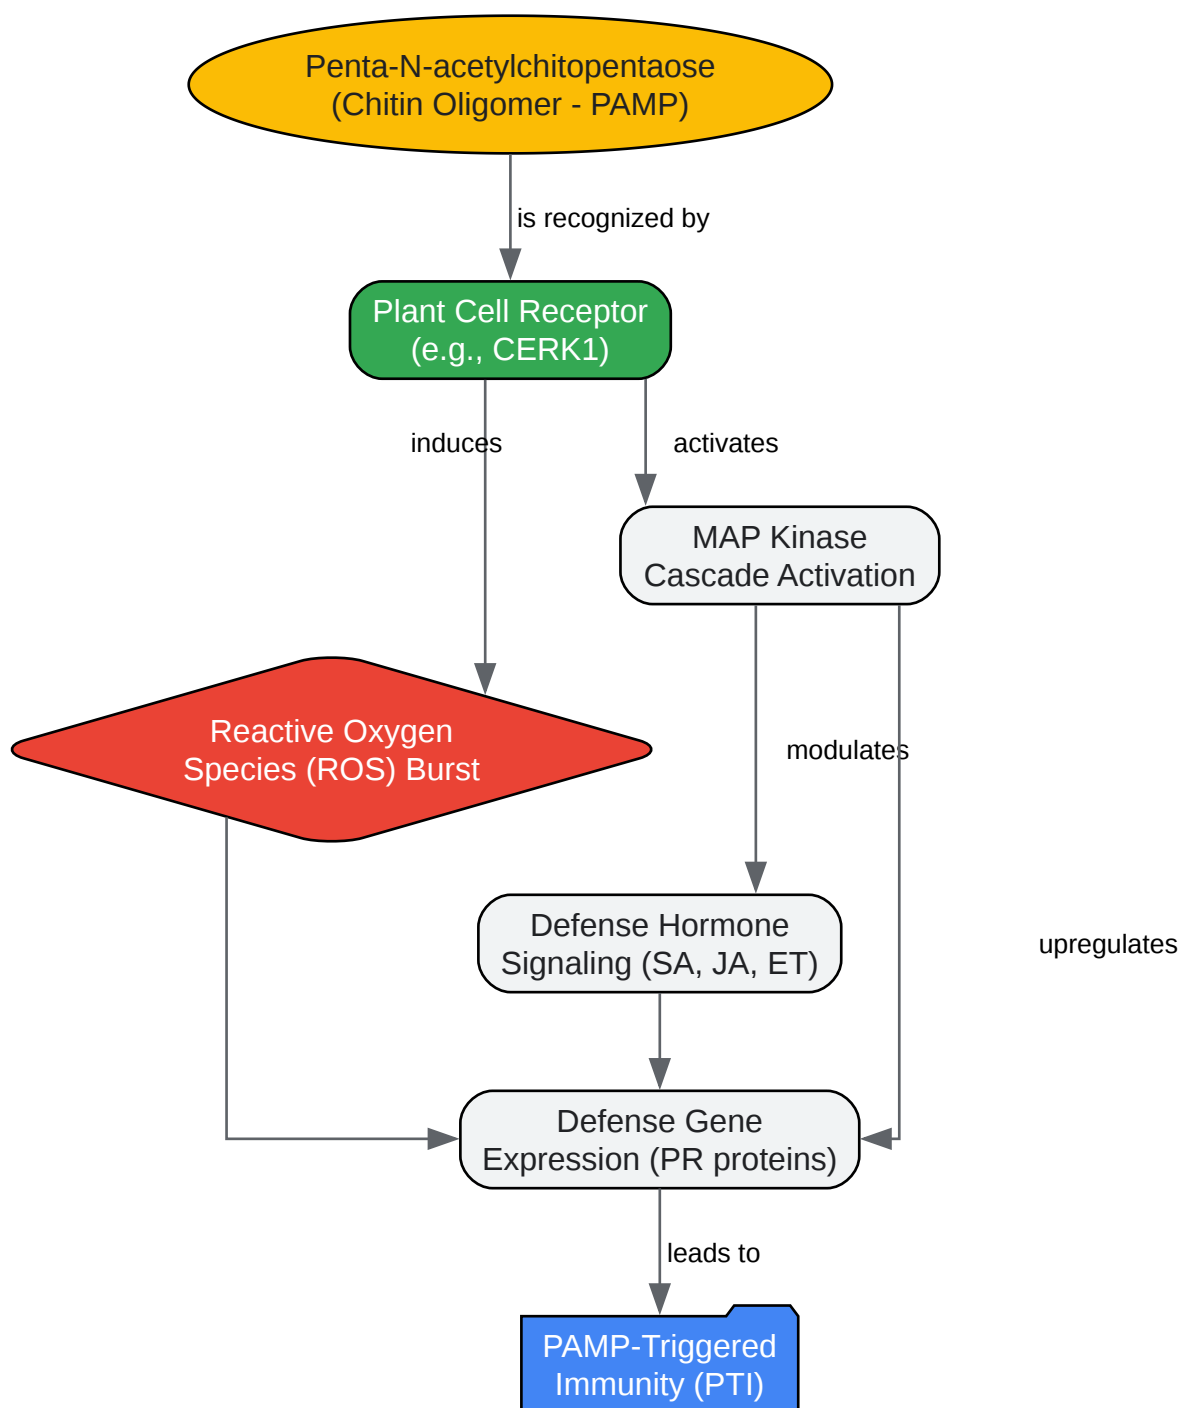 Penta-N-acetylchitopentaose
(Chitin Oligomer - PAMP)
is recognized by
Plant Cell Receptor
(e.g., CERK1)
induces
activates
MAP Kinase
Cascade Activation
Reactive Oxygen
Species (ROS) Burst
modulates
Defense Hormone
Signaling (SA, JA, ET)
upregulates
Defense Gene
Expression (PR proteins)
leads to
PAMP-Triggered
Immunity (PTI)